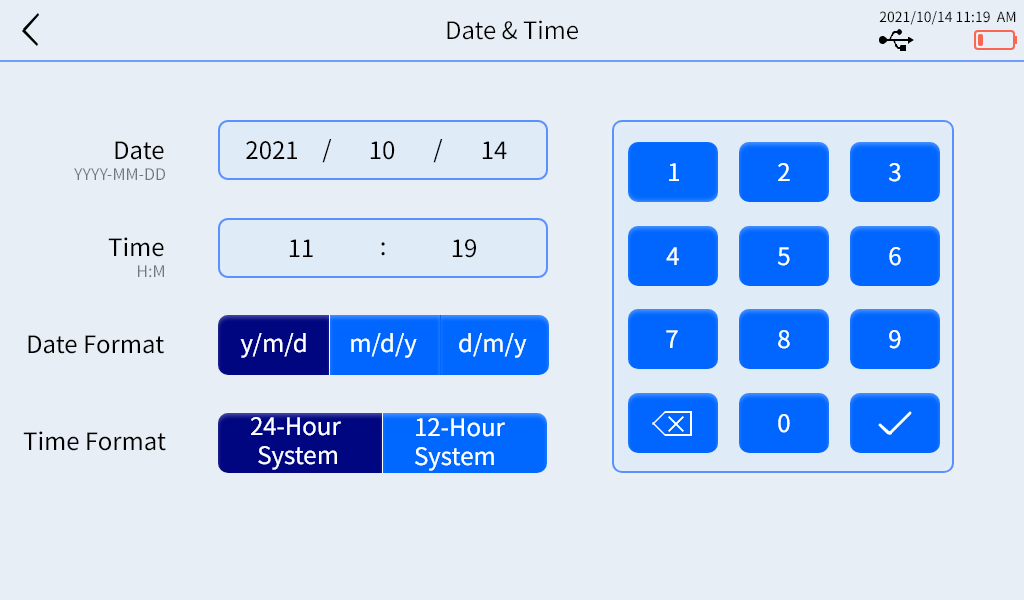 Date & Time
2021/10/14 11:19 AM
Date
YYYY-MM-DD
2021 / 10 / 14
Time
H:M
11 : 19
Date Format
y/m/d m/d/y d/m/y
Time Format
24-Hour
System
12-Hour
System
1 2 3
4 5 6
7 8 9
0